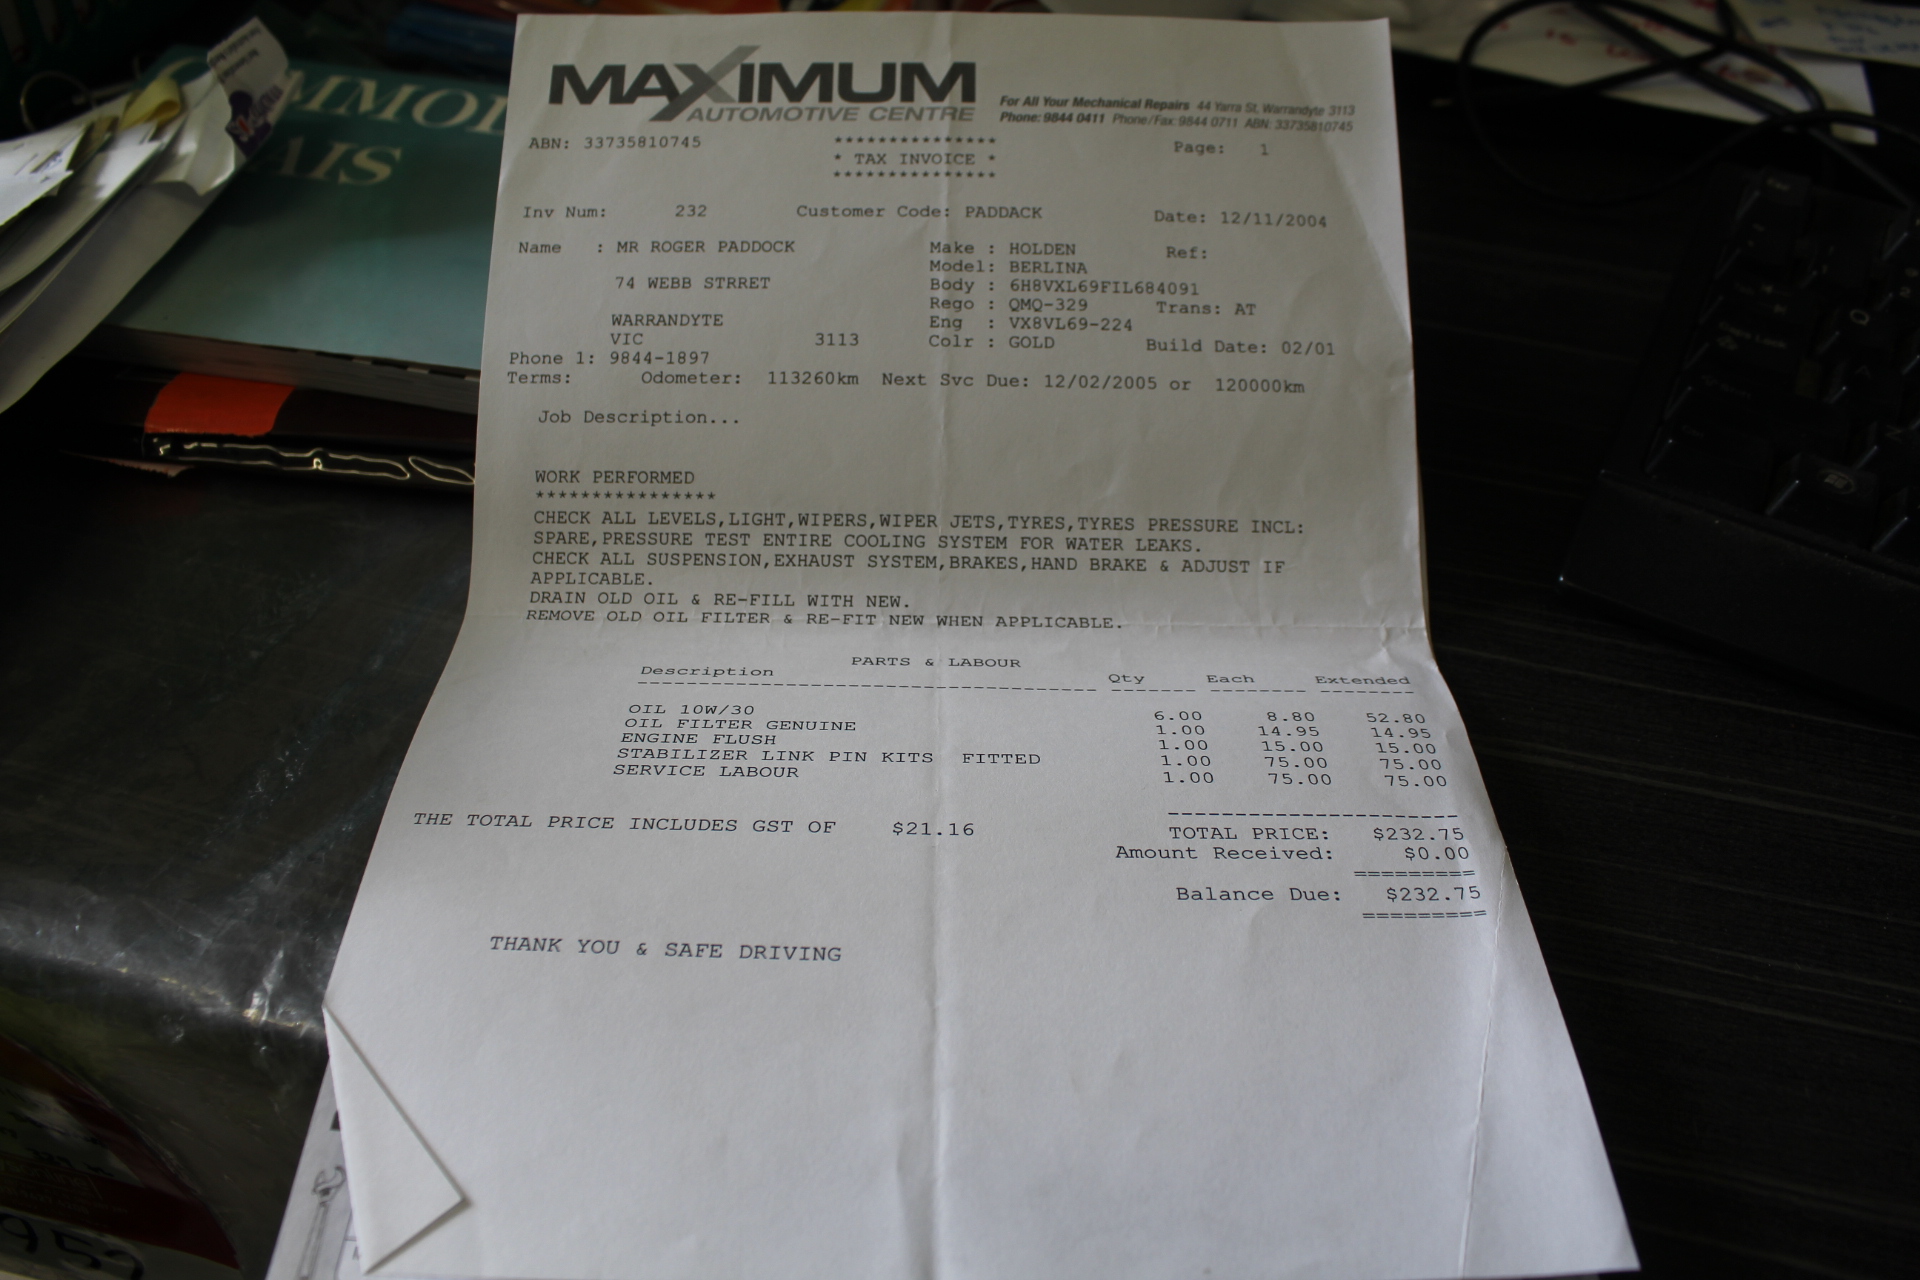 MAXIMUM
AUTOMOTIVE CENTRE
For All Your Mechanical Repairs 44 Yarra St, Warrandyte 3113
Phone: 9844 0411 Phone/Fax: 9844 0711 ABN: 33735810745
ABN: 33735810745
***************
* TAX INVOICE *
***************
Page: 1
Inv Num: 232 Customer Code: PADDACK Date: 12/11/2004
Name : MR ROGER PADDOCK Make : HOLDEN Ref:
Model: BERLINA
74 WEBB STRRET Body : 6H8VXL69FIL684091
Rego : QMQ-329 Trans: AT
WARRANDYTE Eng : VX8VL69-224
VIC 3113 Colr : GOLD Build Date: 02/01
Phone 1: 9844-1897
Terms: Odometer: 113260km Next Svc Due: 12/02/2005 or 120000km
Job Description...
WORK PERFORMED
****************
CHECK ALL LEVELS,LIGHT,WIPERS,WIPER JETS,TYRES,TYRES PRESSURE INCL:
SPARE,PRESSURE TEST ENTIRE COOLING SYSTEM FOR WATER LEAKS.
CHECK ALL SUSPENSION,EXHAUST SYSTEM,BRAKES,HAND BRAKE & ADJUST IF
APPLICABLE.
DRAIN OLD OIL & RE-FILL WITH NEW.
REMOVE OLD OIL FILTER & RE-FIT NEW WHEN APPLICABLE.
PARTS & LABOUR
Description Qty Each Extended
OIL 10W/30 6.00 8.80 52.80
OIL FILTER GENUINE 1.00 14.95 14.95
ENGINE FLUSH 1.00 15.00 15.00
STABILIZER LINK PIN KITS FITTED 1.00 75.00 75.00
SERVICE LABOUR 1.00 75.00 75.00
THE TOTAL PRICE INCLUDES GST OF $21.16 TOTAL PRICE: $232.75
Amount Received: $0.00
=========
Balance Due: $232.75
=========
THANK YOU & SAFE DRIVING